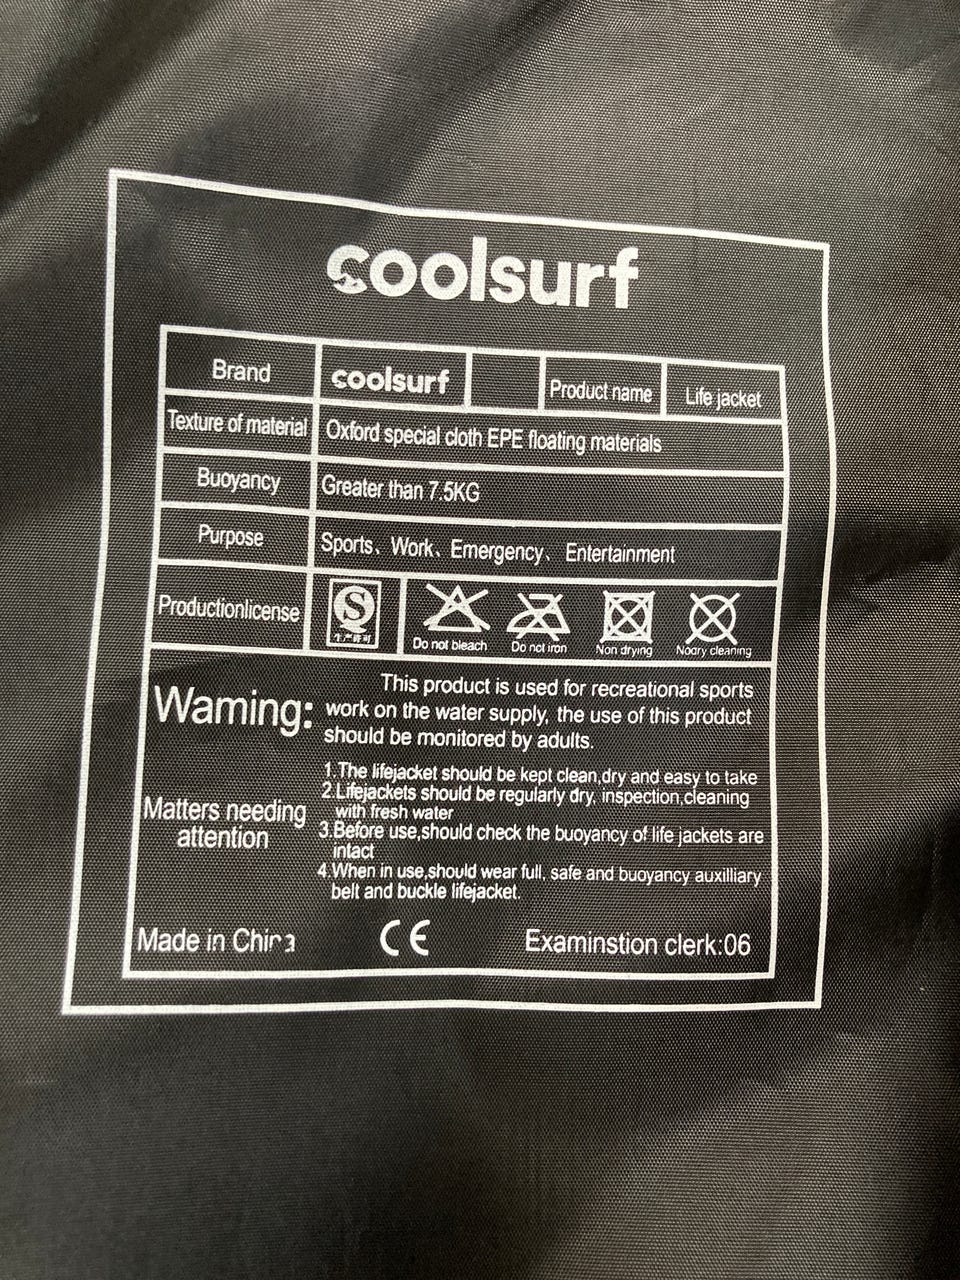 coolsurf
Brand coolsurf Product name Life jacket
Texture of material Oxford special cloth EPE floating materials
Buoyancy Greater than 7.5KG
Purpose Sports、Work、Emergency、Entertainment
Productionlicense
S
生产许可
Do not bleach Do not iron Non drying Nodry cleaning
Waming:
This product is used for recreational sports
work on the water supply, the use of this product
should be monitored by adults.
Matters needing
attention
1.The lifejacket should be kept clean,dry and easy to take
2.Lifejackets should be regularly dry, inspection,cleaning
with fresh water
3.Before use,should check the buoyancy of life jackets are
intact
4.When in use,should wear full, safe and buoyancy auxilliary
belt and buckle lifejacket.
Made in China CE Examinstion clerk:06